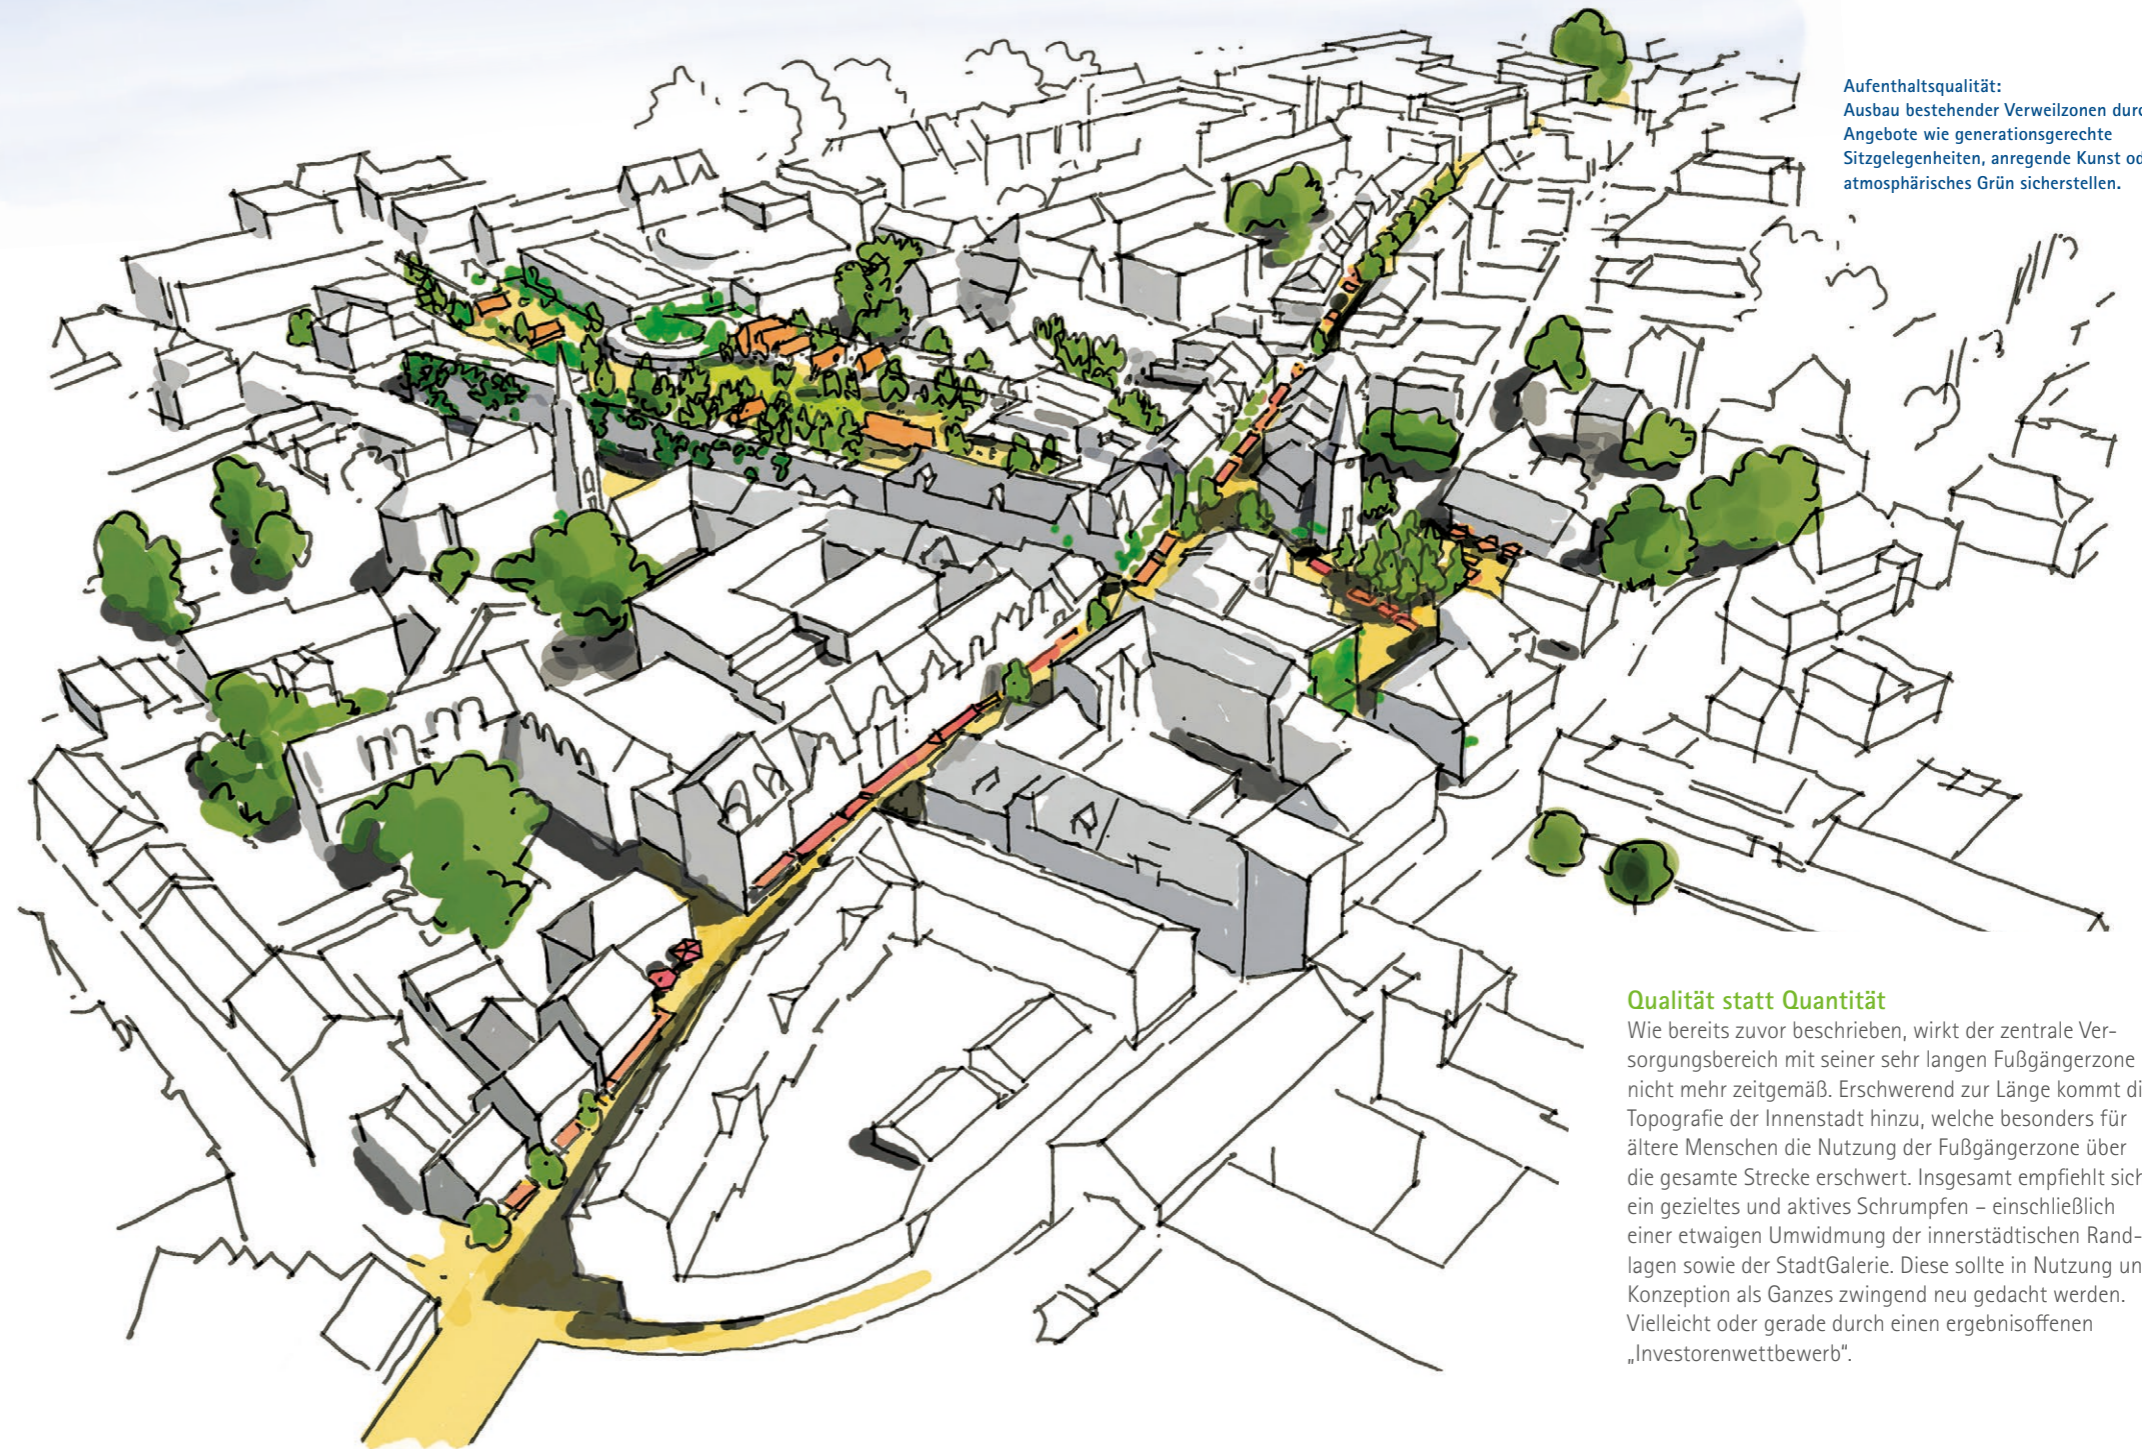 Aufenthaltsqualität:
Ausbau bestehender Verweilzonen durc
Angebote wie generationsgerechte
Sitzgelegenheiten, anregende Kunst od
atmosphärisches Grün sicherstellen.
Qualität statt Quantität
Wie bereits zuvor beschrieben, wirkt der zentrale Ver-
sorgungsbereich mit seiner sehr langen Fußgängerzone
nicht mehr zeitgemäß. Erschwerend zur Länge kommt di
Topografie der Innenstadt hinzu, welche besonders für
ältere Menschen die Nutzung der Fußgängerzone über
die gesamte Strecke erschwert. Insgesamt empfiehlt sich
ein gezieltes und aktives Schrumpfen – einschließlich
einer etwaigen Umwidmung der innerstädtischen Rand-
lagen sowie der StadtGalerie. Diese sollte in Nutzung un
Konzeption als Ganzes zwingend neu gedacht werden.
Vielleicht oder gerade durch einen ergebnisoffenen
„Investorenwettbewerb".